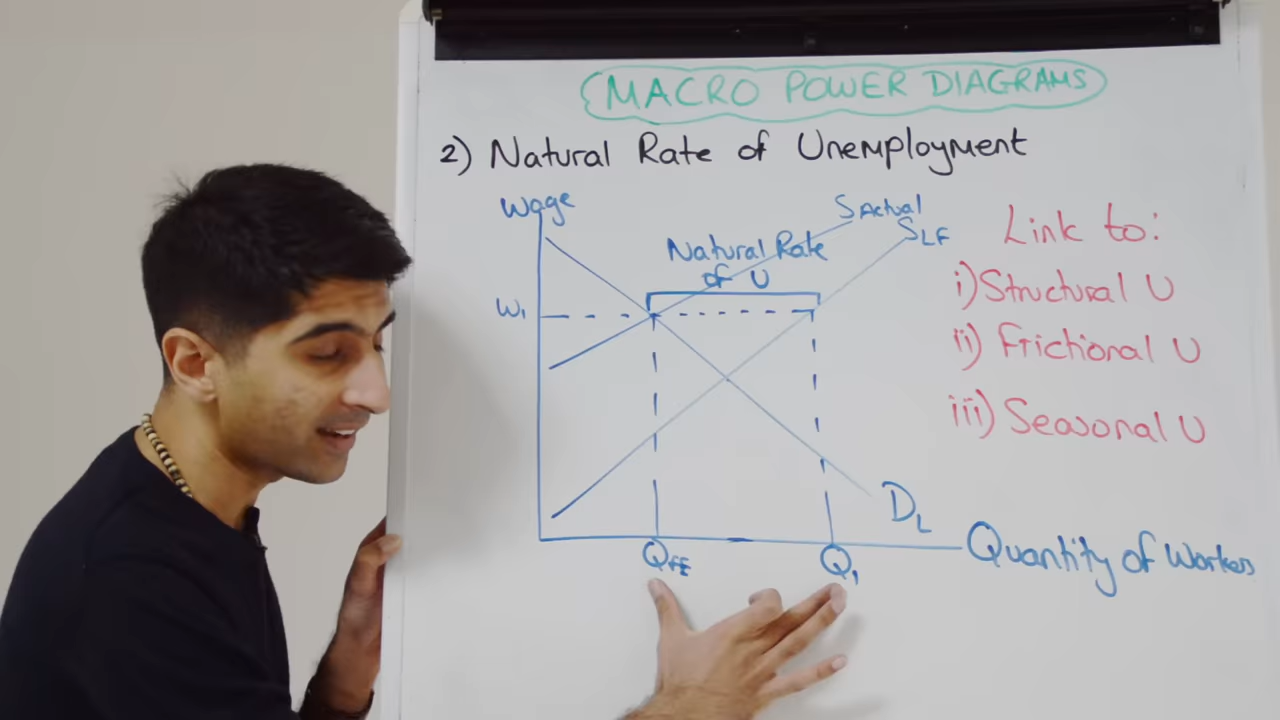 MACRO POWER DIAGRAMS
2) Natural Rate of Unemployment
Wage
S Actual
SLF
Natural Rate
of U
W1
DL
QFE
Q1
Quantity of Workers
Link to:
i) Structural U
ii) Frictional U
iii) Seasonal U